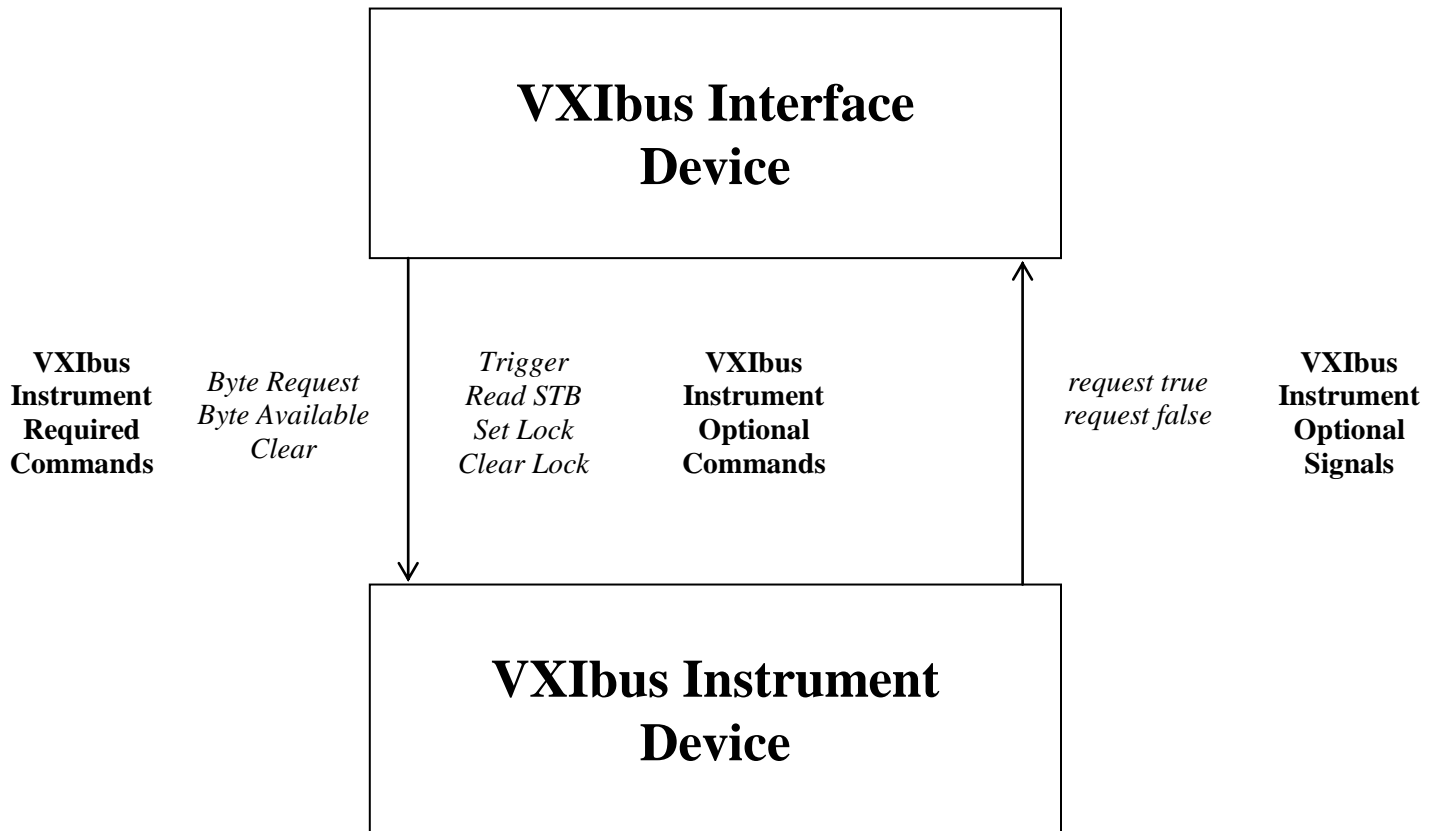 VXIbus Interface
Device
VXIbus
Instrument
Required
Commands
Byte Request
Byte Available
Clear
Trigger
Read STB
Set Lock
Clear Lock
VXIbus
Instrument
Optional
Commands
request true
request false
VXIbus
Instrument
Optional
Signals
VXIbus Instrument
Device